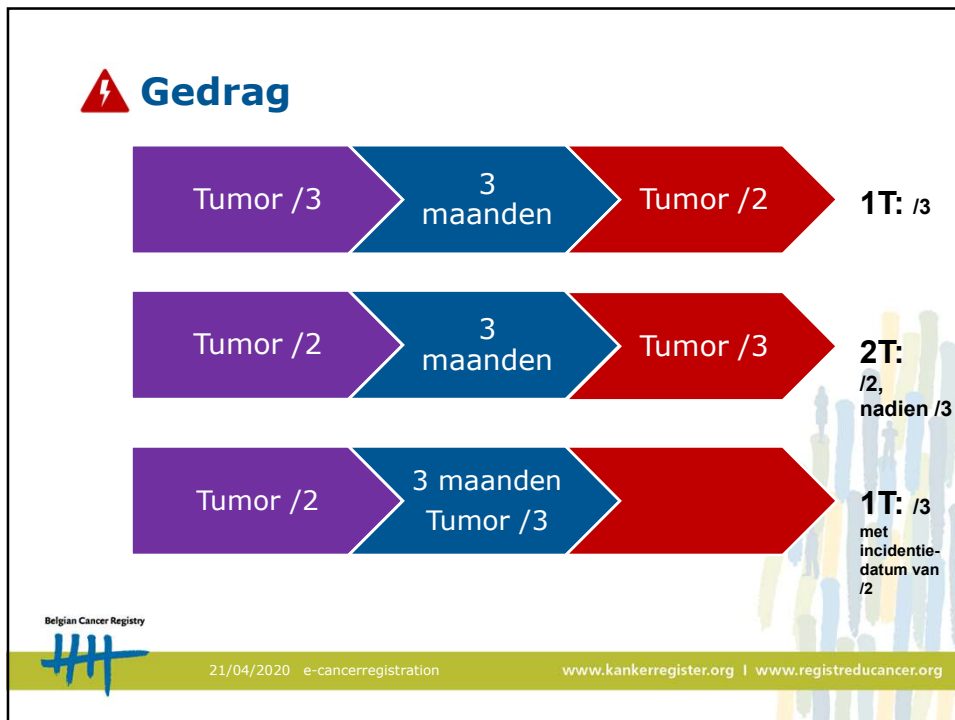 Gedrag
Tumor /3
3
maanden
Tumor /2
1T: /3
Tumor /2
3
maanden
Tumor /3
2T:
/2,
nadien /3
Tumor /2
3 maanden
Tumor /3
1T: /3
met
incidentie-
datum van
/2
Belgian Cancer Registry
21/04/2020 e-cancerregistration
www.kankerregister.org I www.registreducancer.org